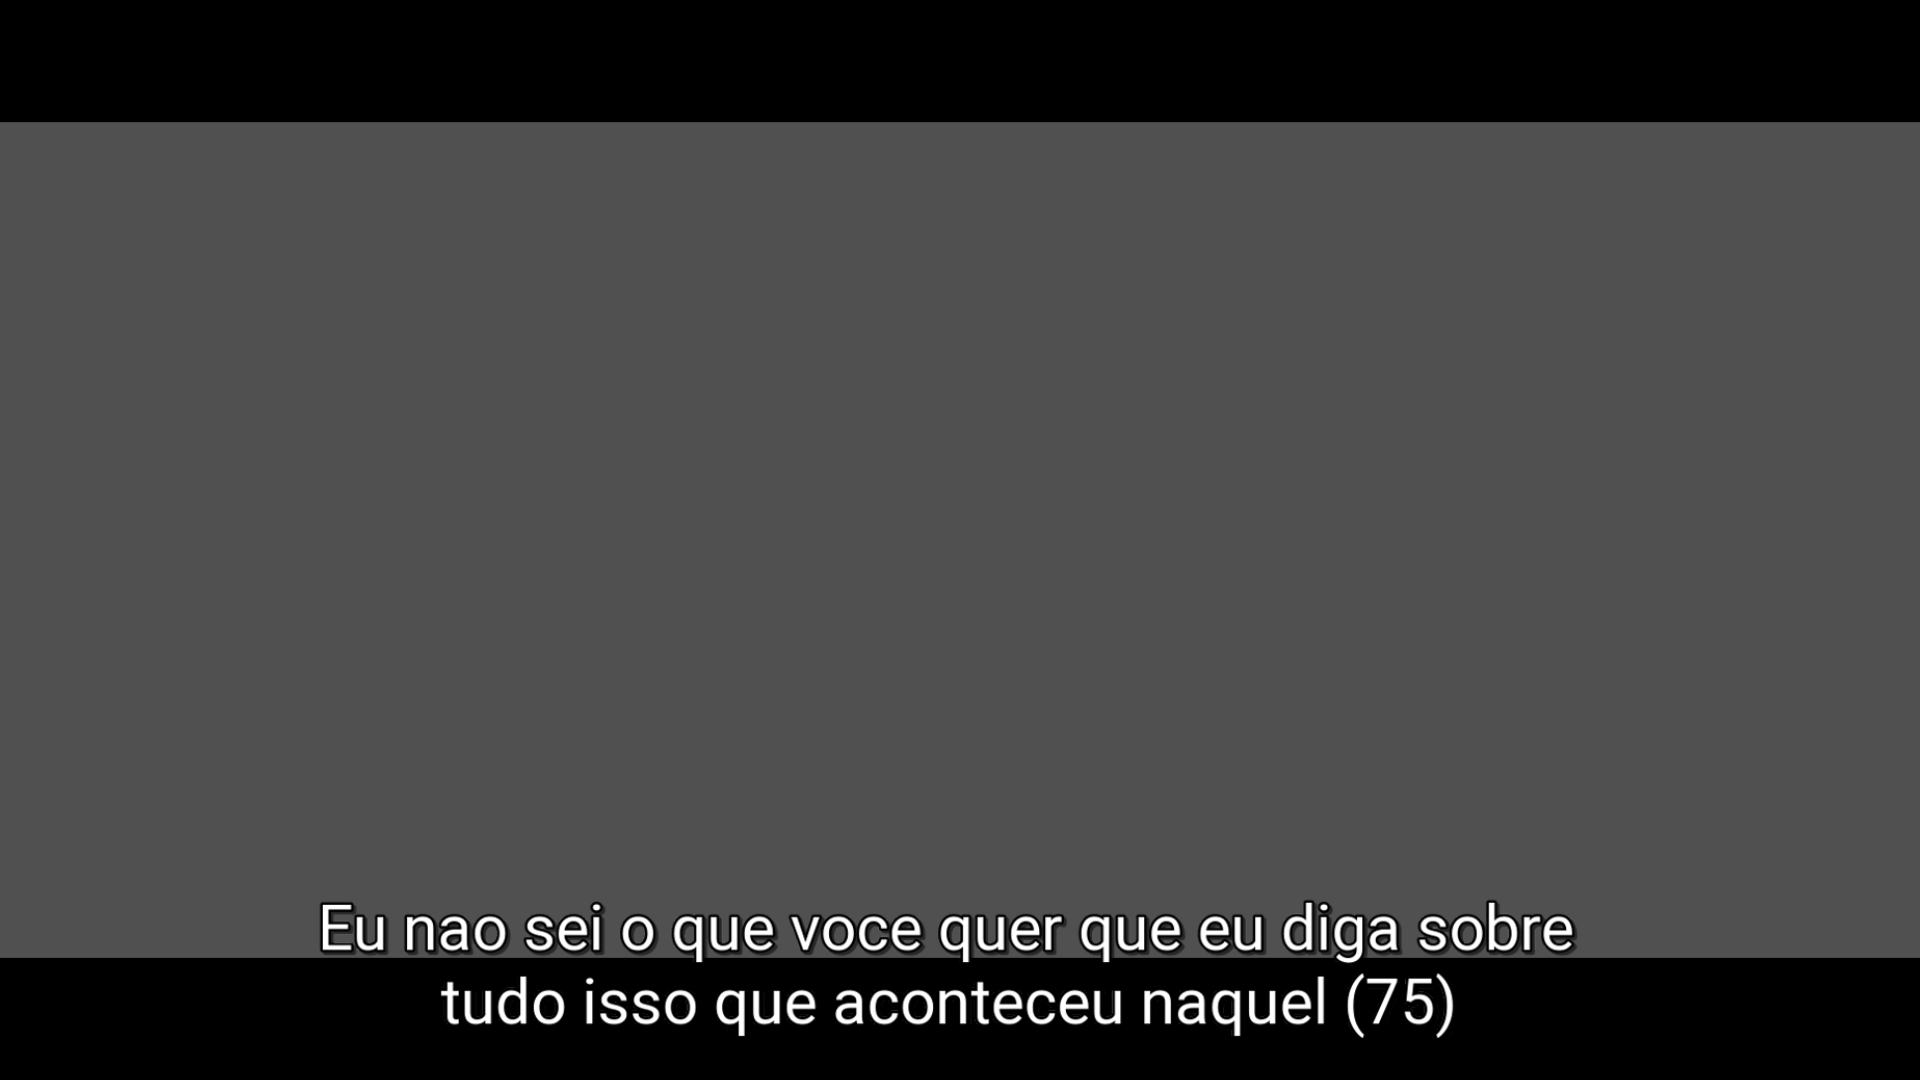 Eu nao sei o que voce quer que eu diga sobre
tudo isso que aconteceu naquel (75)